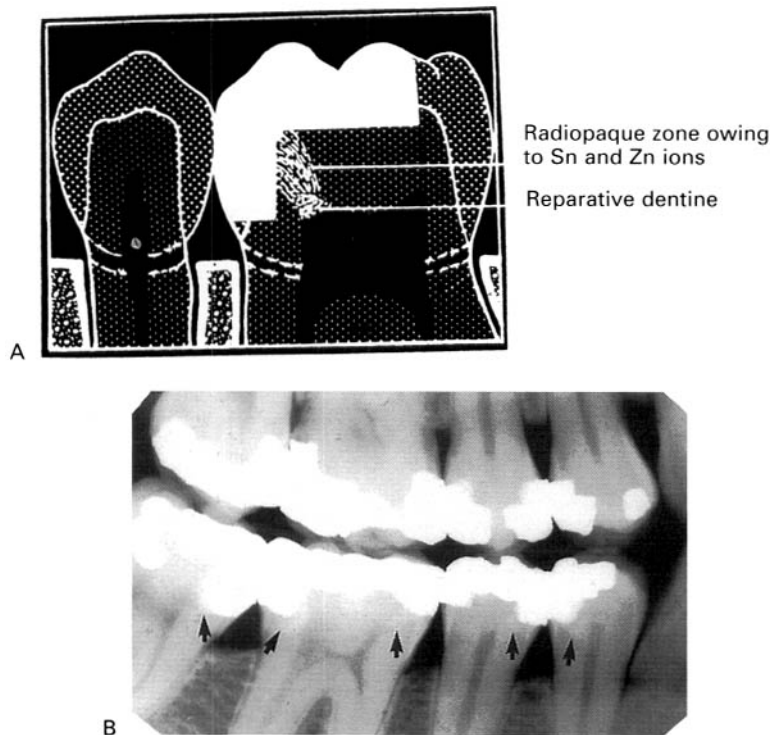 Radiopaque zone owing
to Sn and Zn ions
Reparative dentine
A
B